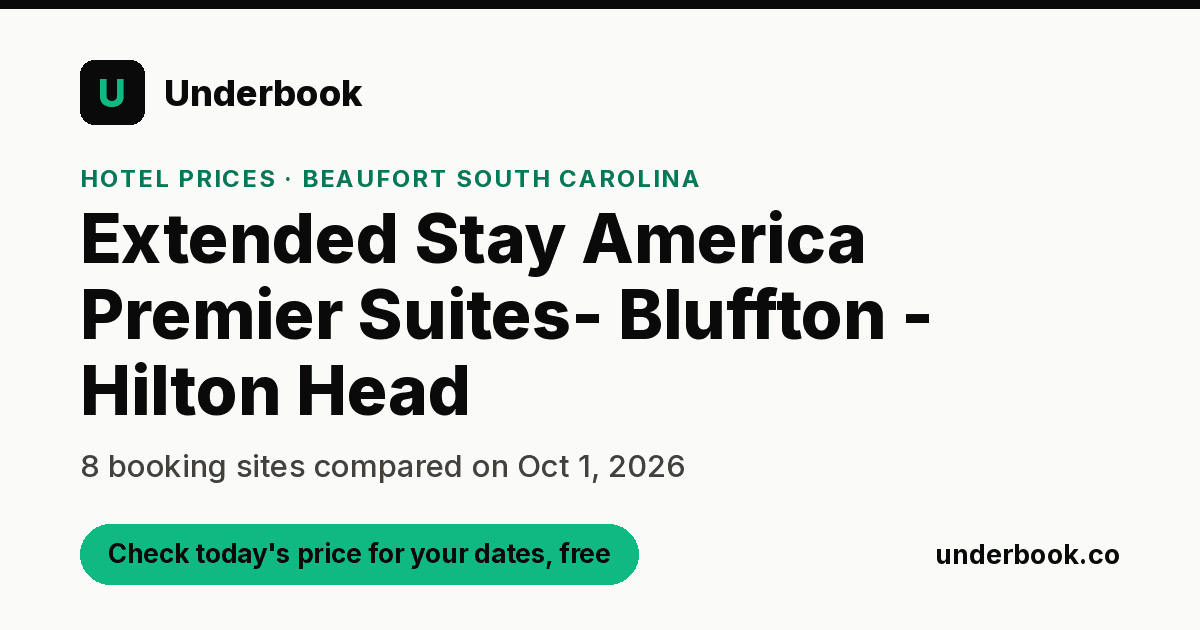 U Underbook
HOTEL PRICES · BEAUFORT SOUTH CAROLINA
Extended Stay America
Premier Suites- Bluffton -
Hilton Head
8 booking sites compared on Oct 1, 2026
Check today's price for your dates, free
underbook.co